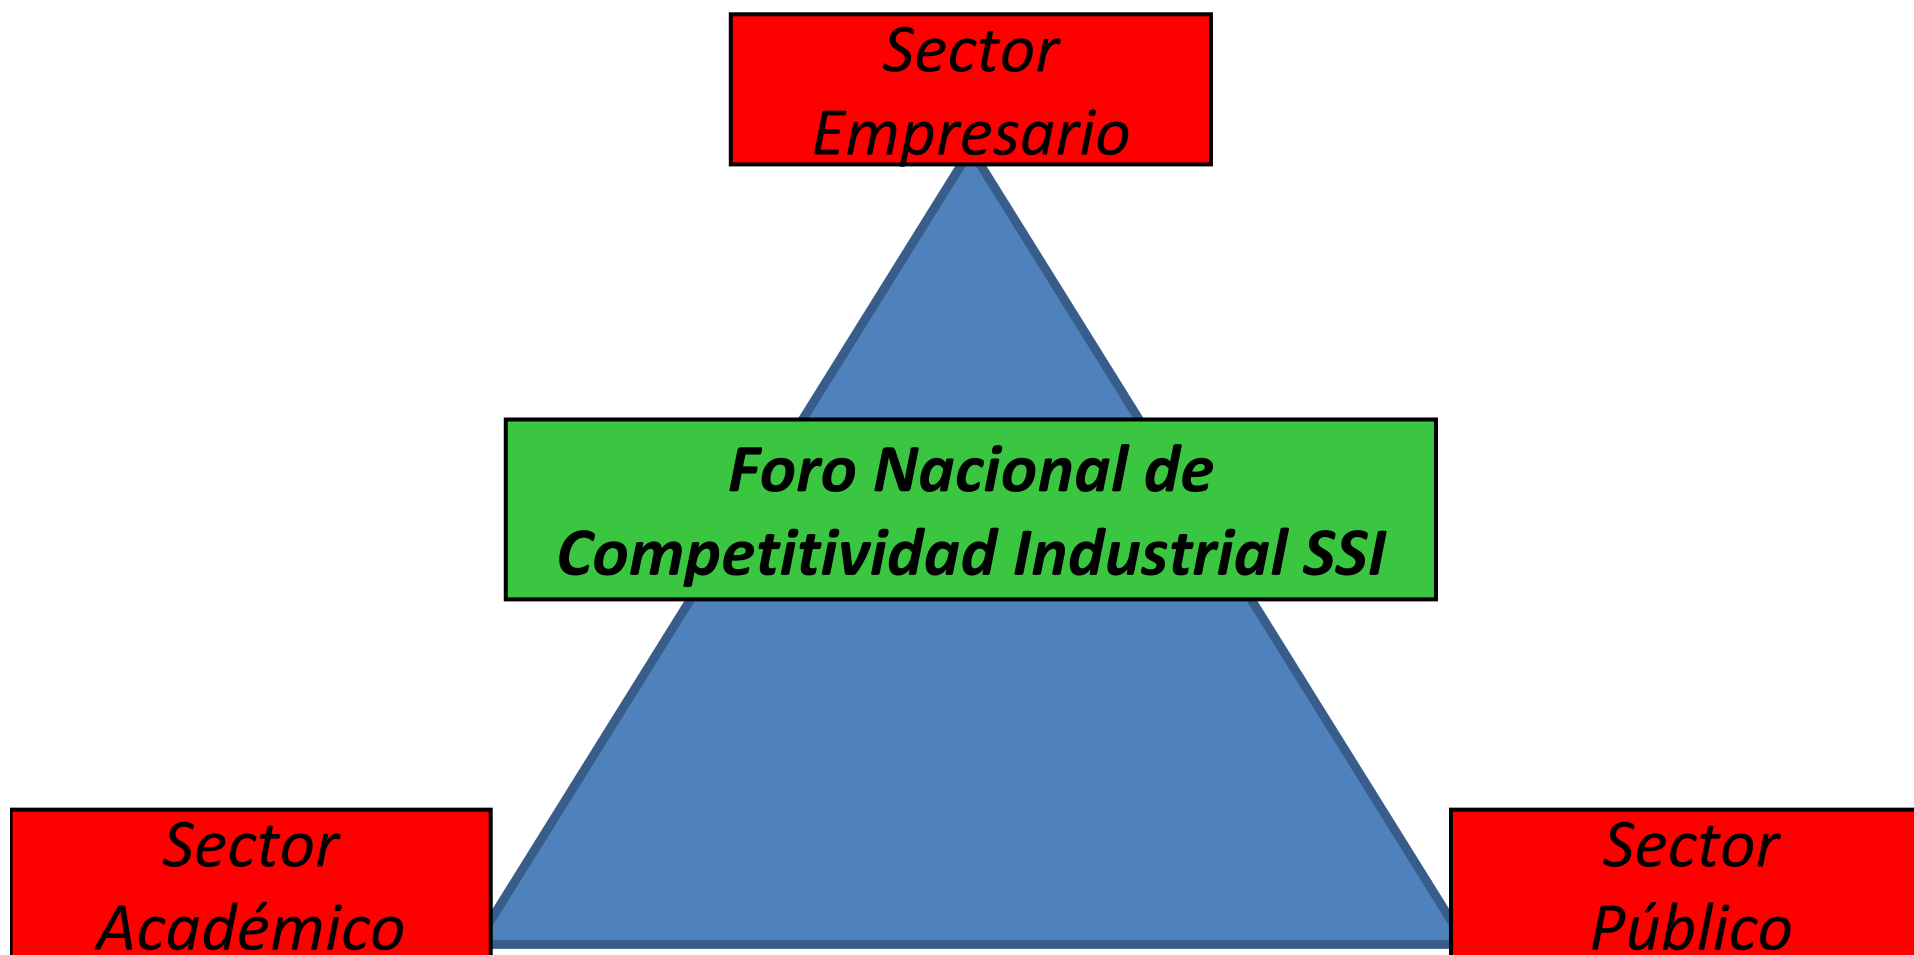 Sector
Empresario
Foro Nacional de
Competitividad Industrial SSI
Sector
Académico
Sector
Público